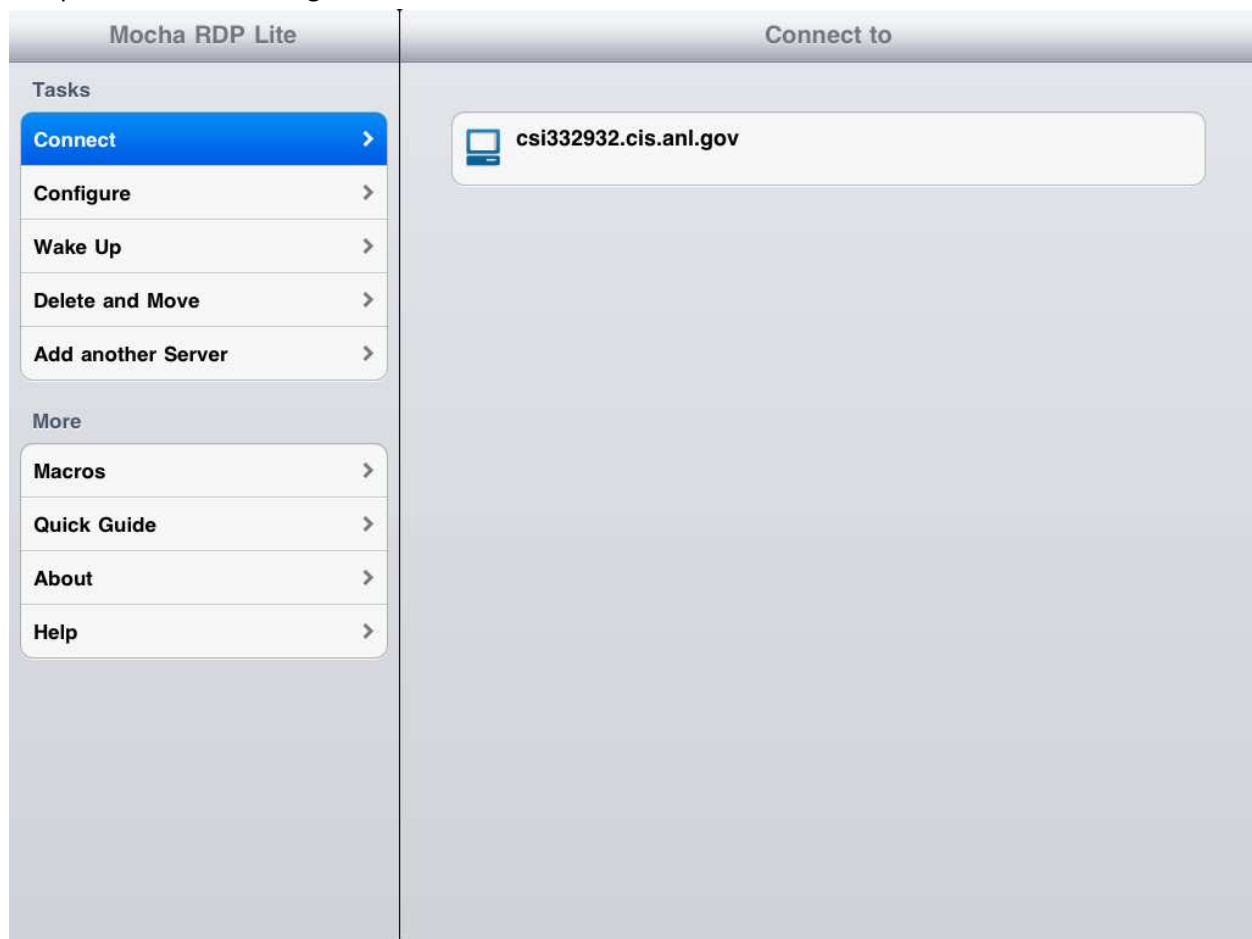 Mocha RDP Lite
Connect to
Tasks
Connect
Configure
Wake Up
Delete and Move
Add another Server
More
Macros
Quick Guide
About
Help
csi332932.cis.anl.gov